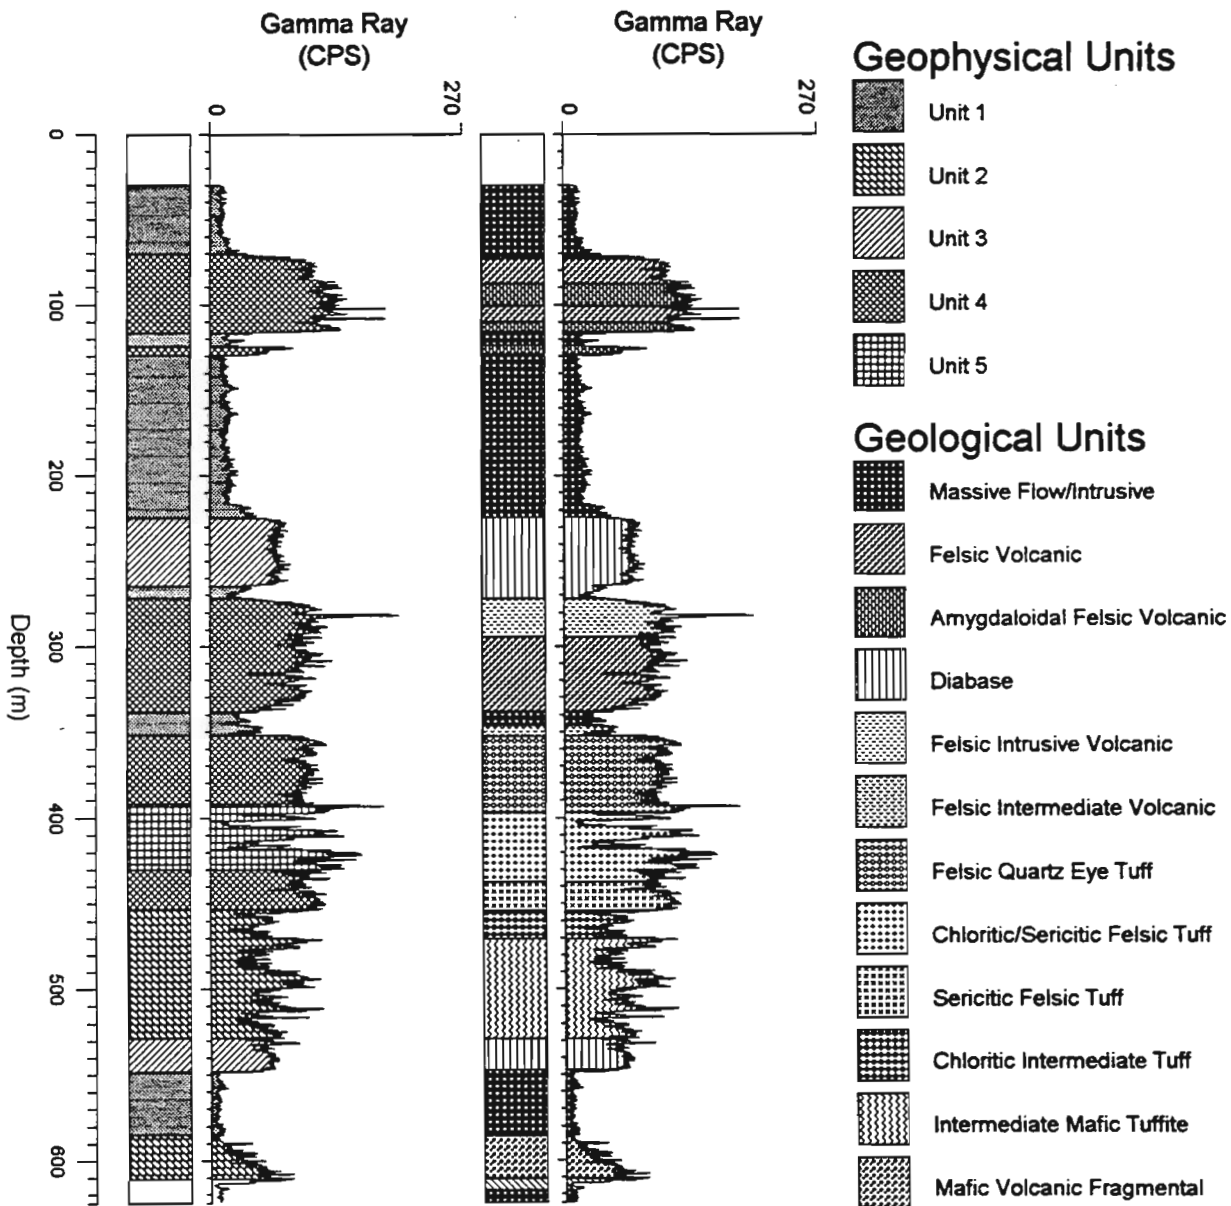 Gamma Ray
(CPS)
0
270
Gamma Ray
(CPS)
0
270
0
100
200
300
400
500
600
Depth (m)
Geophysical Units
Unit 1
Unit 2
Unit 3
Unit 4
Unit 5
Geological Units
Massive Flow/Intrusive
Felsic Volcanic
Amygdaloidal Felsic Volcanic
Diabase
Felsic Intrusive Volcanic
Felsic Intermediate Volcanic
Felsic Quartz Eye Tuff
Chloritic/Sericitic Felsic Tuff
Sericitic Felsic Tuff
Chloritic Intermediate Tuff
Intermediate Mafic Tuffite
Mafic Volcanic Fragmental